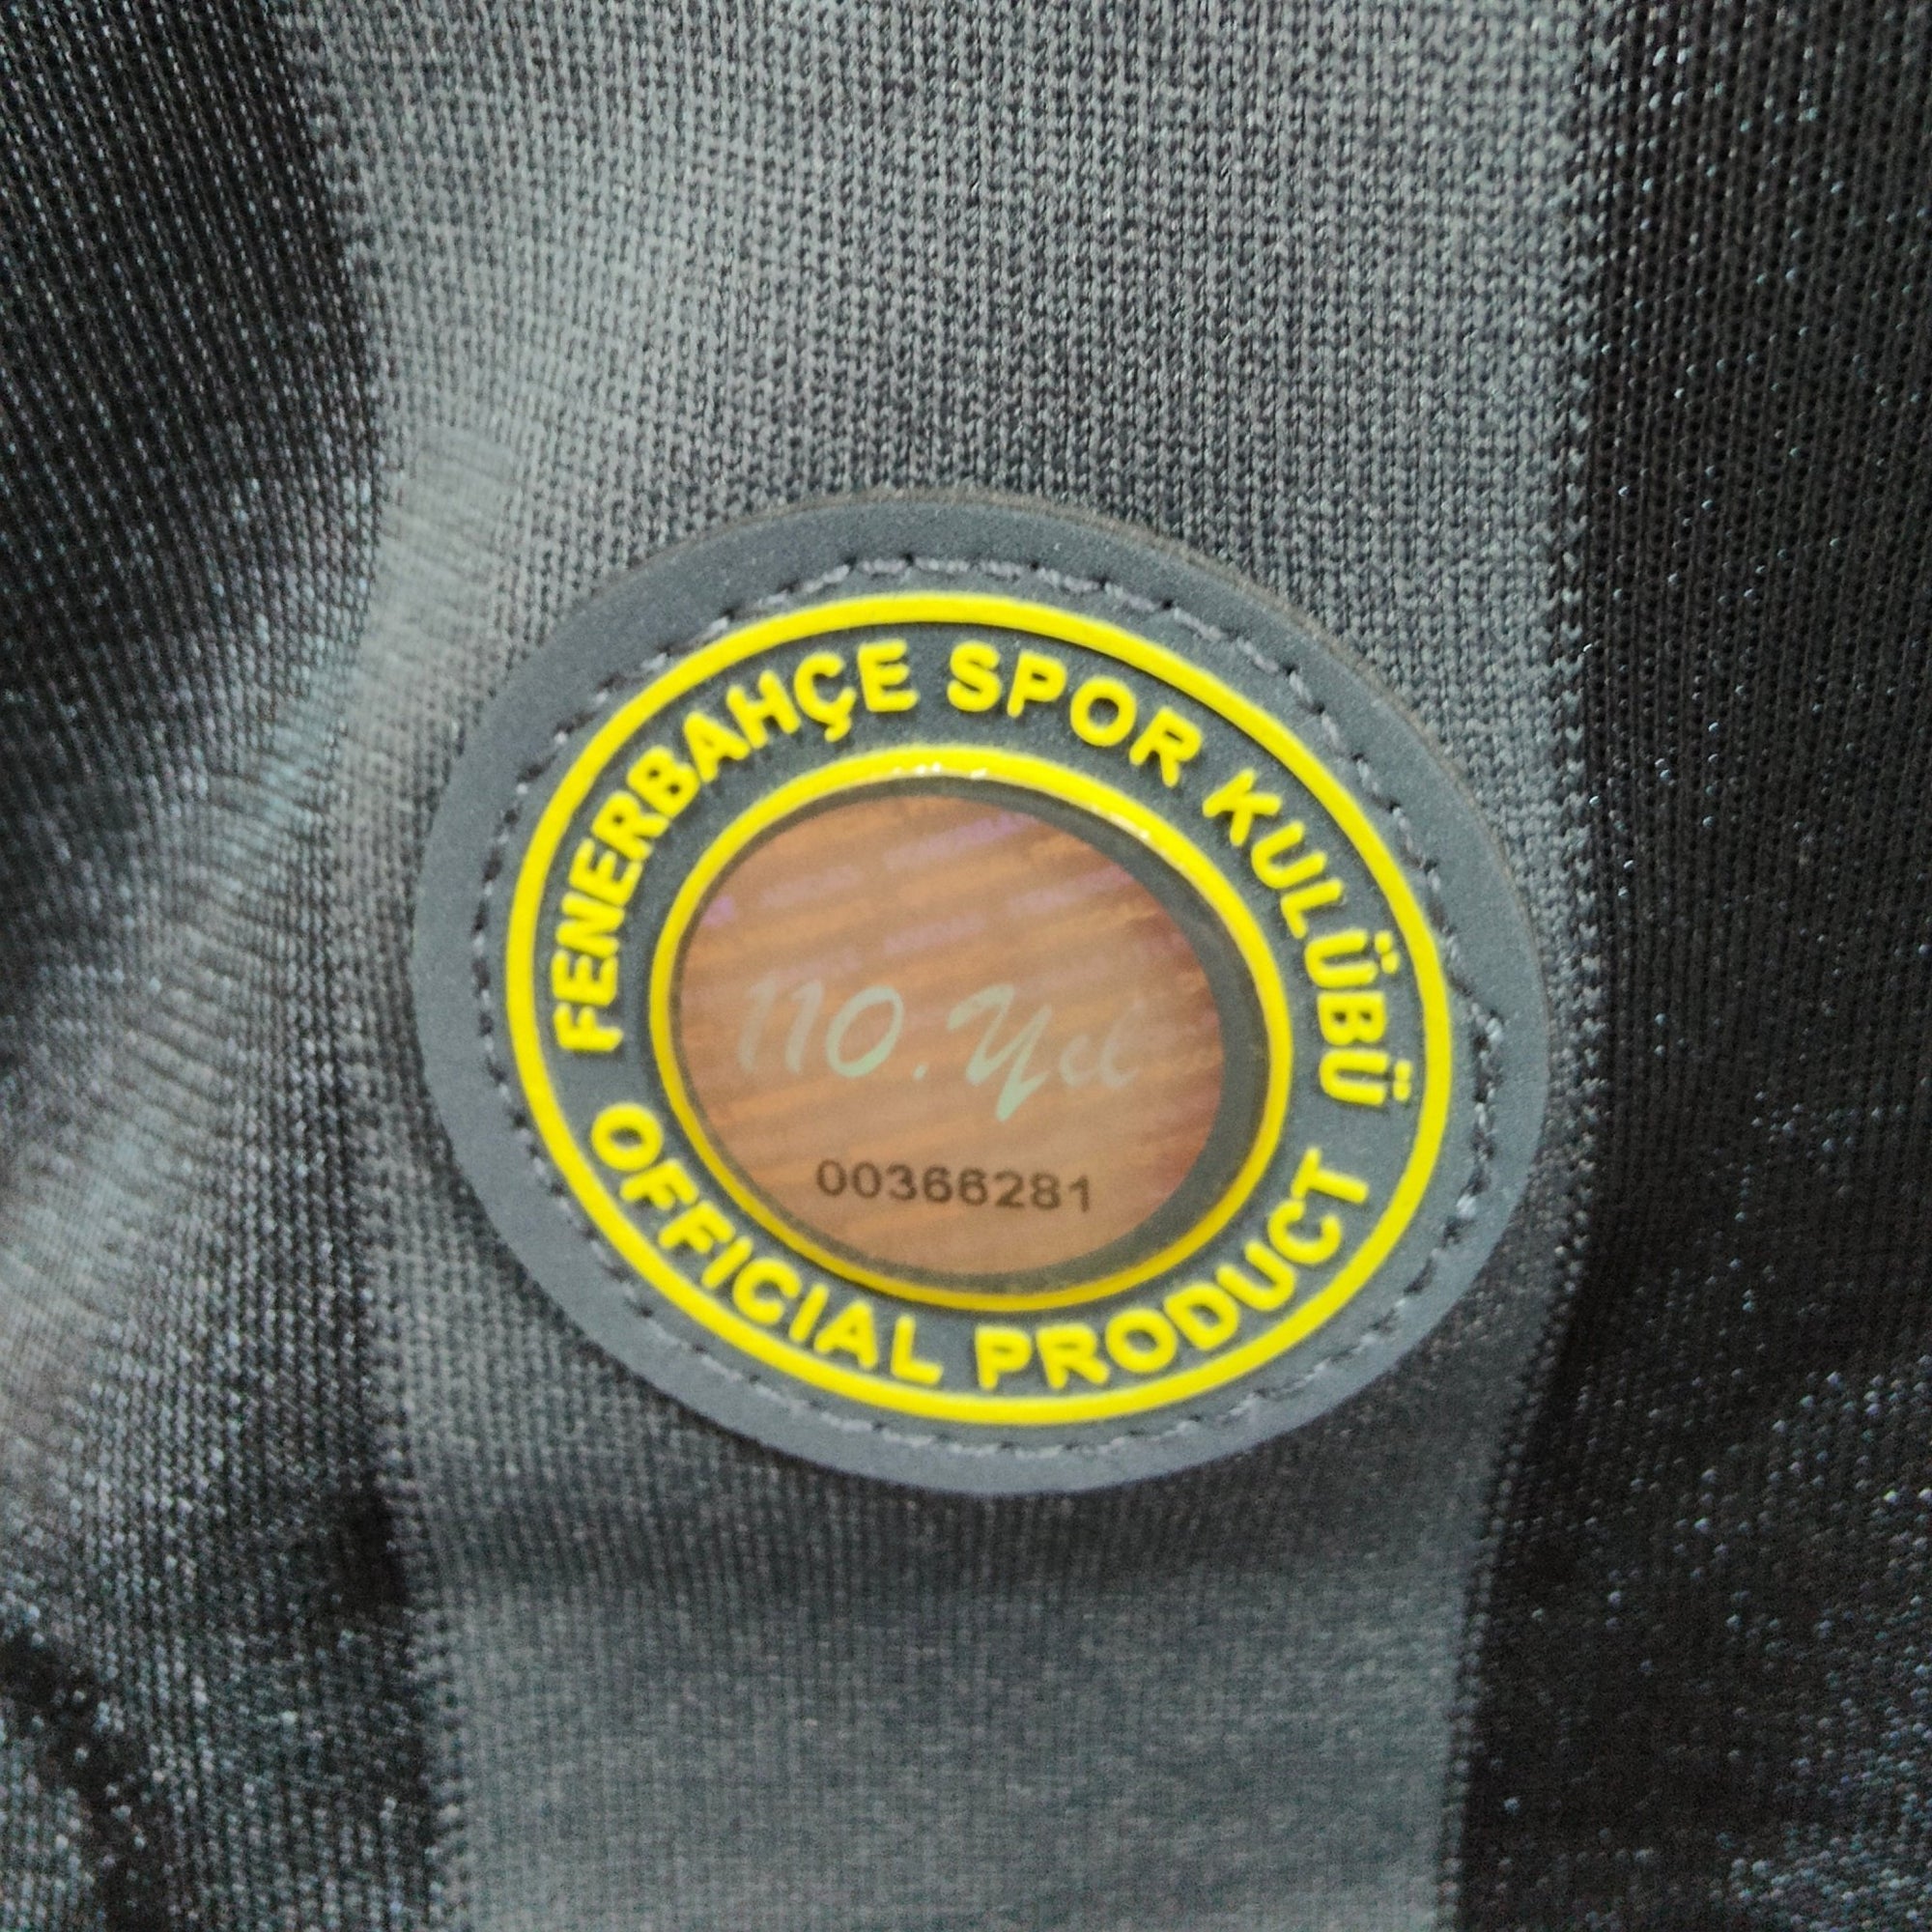 FENERBAHÇE SPOR KULÜBÜ
110.Yıl
00366281
OFFICIAL PRODUCT